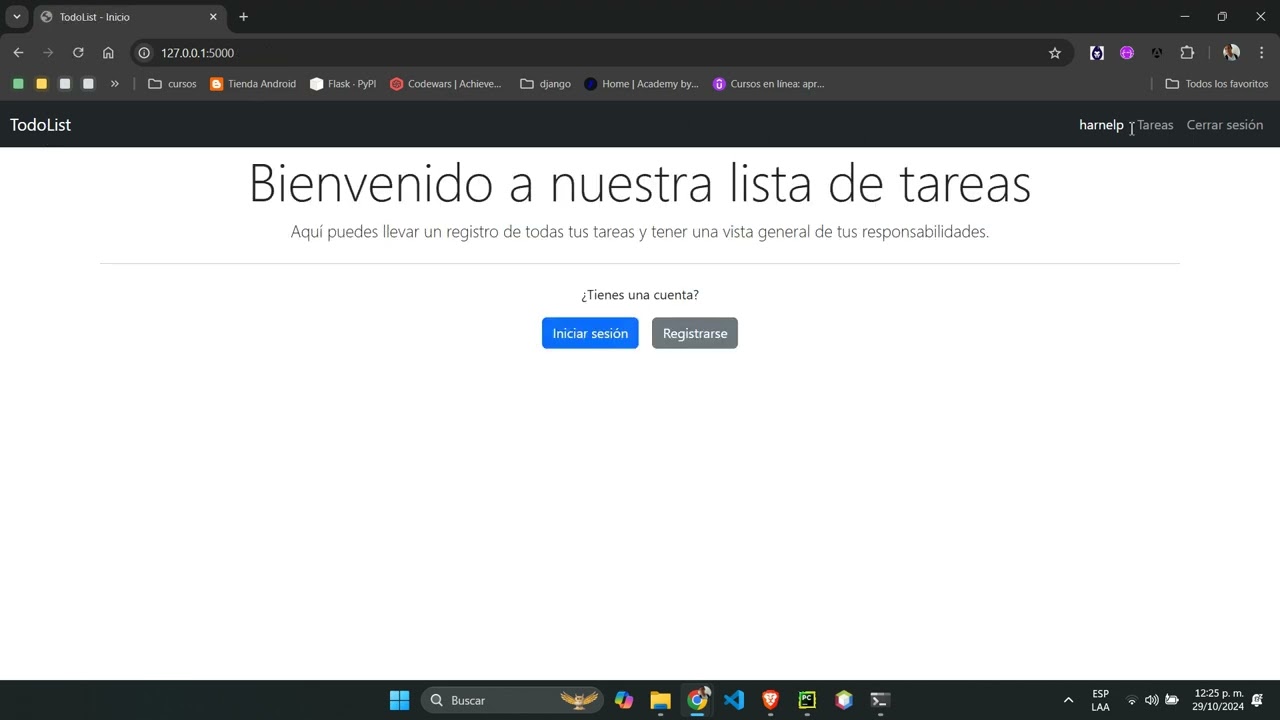 TodoList - Inicio
127.0.0.1:5000
cursos
Tienda Android
Flask · PyPI
Codewars | Achieve...
django
Home | Academy by...
Cursos en línea: apr...
Todos los favoritos
TodoList
harnelp
Tareas
Cerrar sesión
Bienvenido a nuestra lista de tareas
Aquí puedes llevar un registro de todas tus tareas y tener una vista general de tus responsabilidades.
¿Tienes una cuenta?
Iniciar sesión
Registrarse
Buscar
ESP
LAA
12:25 p. m.
29/10/2024